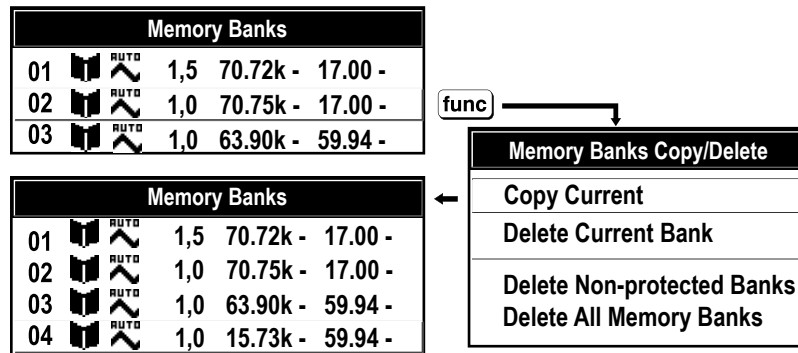 Memory Banks
01 AUTO 1,5 70.72k - 17.00 -
02 1,0 70.75k - 17.00 -
03 AUTO 1,0 63.90k - 59.94 -
func
Memory Banks Copy/Delete
Copy Current
Delete Current Bank
Delete Non-protected Banks
Delete All Memory Banks
Memory Banks
01 AUTO 1,5 70.72k - 17.00 -
02 1,0 70.75k - 17.00 -
03 AUTO 1,0 63.90k - 59.94 -
04 AUTO 1,0 15.73k - 59.94 -